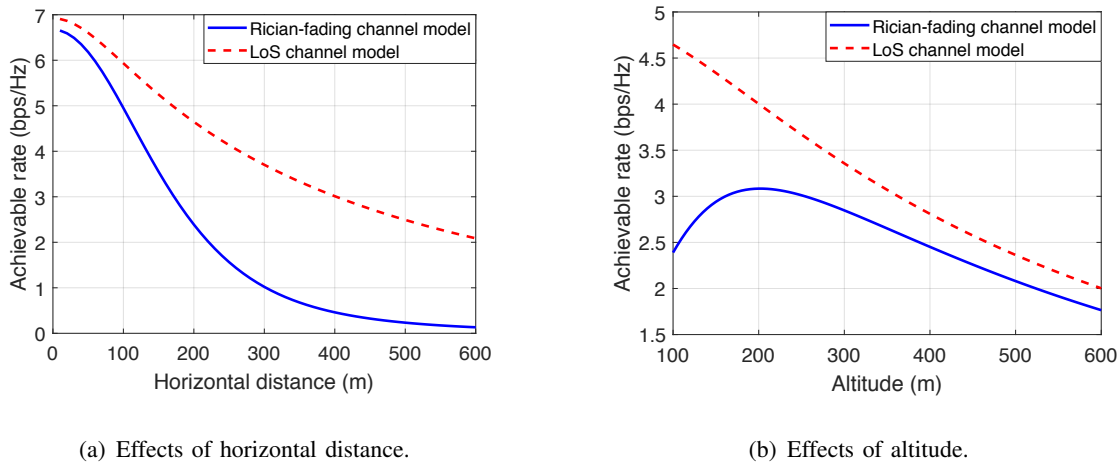 7
6
5
4
3
2
1
0
Achievable rate (bps/Hz)
Rician-fading channel model
LoS channel model
0 100 200 300 400 500 600
Horizontal distance (m)
(a) Effects of horizontal distance.
5
4.5
4
3.5
3
2.5
2
1.5
Achievable rate (bps/Hz)
Rician-fading channel model
LoS channel model
100 200 300 400 500 600
Altitude (m)
(b) Effects of altitude.